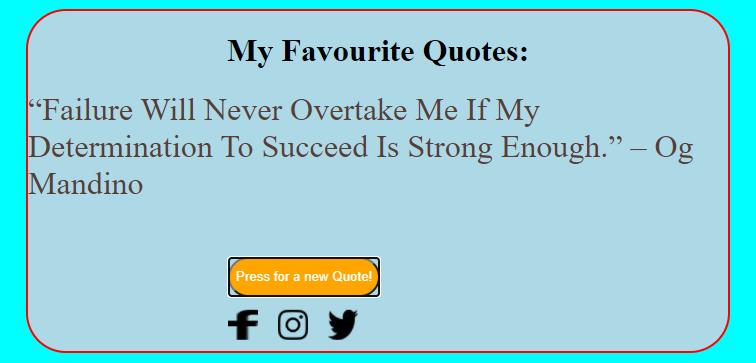 My Favourite Quotes:
“Failure Will Never Overtake Me If My
Determination To Succeed Is Strong Enough.” – Og
Mandino
Press for a new Quote!